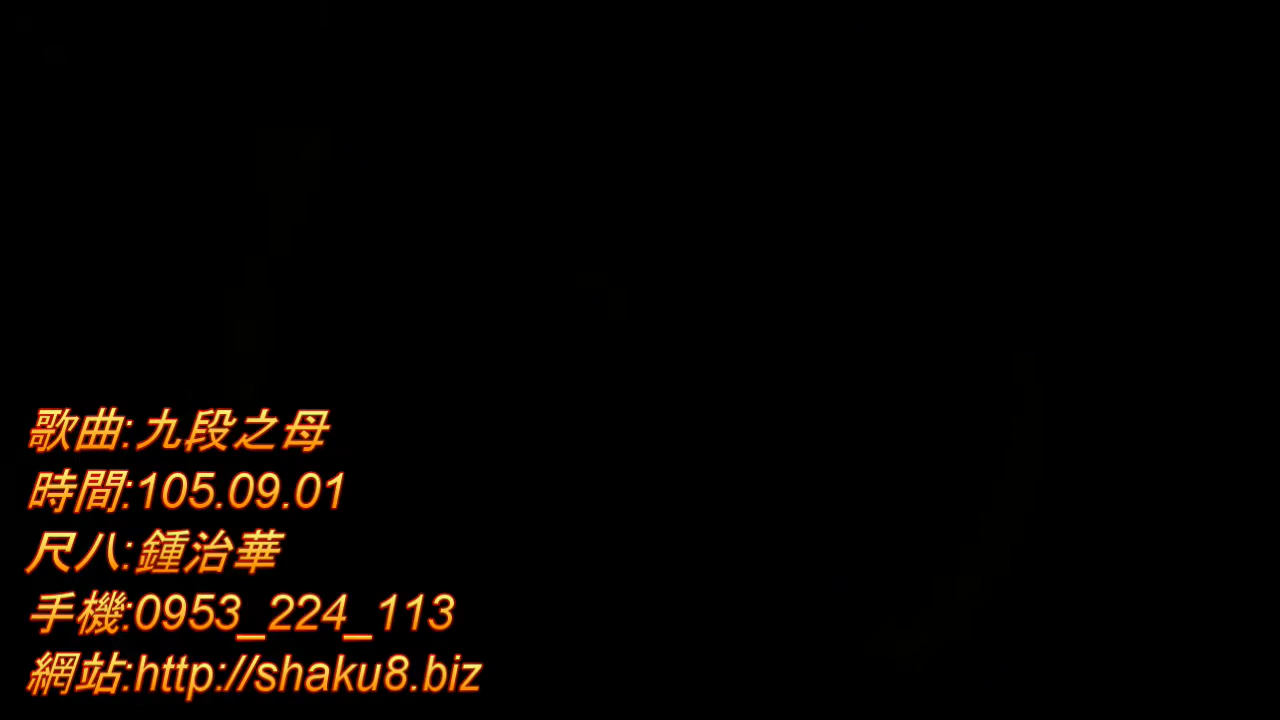 歌曲:九段之母
時間:105.09.01
尺八:鍾治華
手機:0953_224_113
網站:http://shaku8.biz